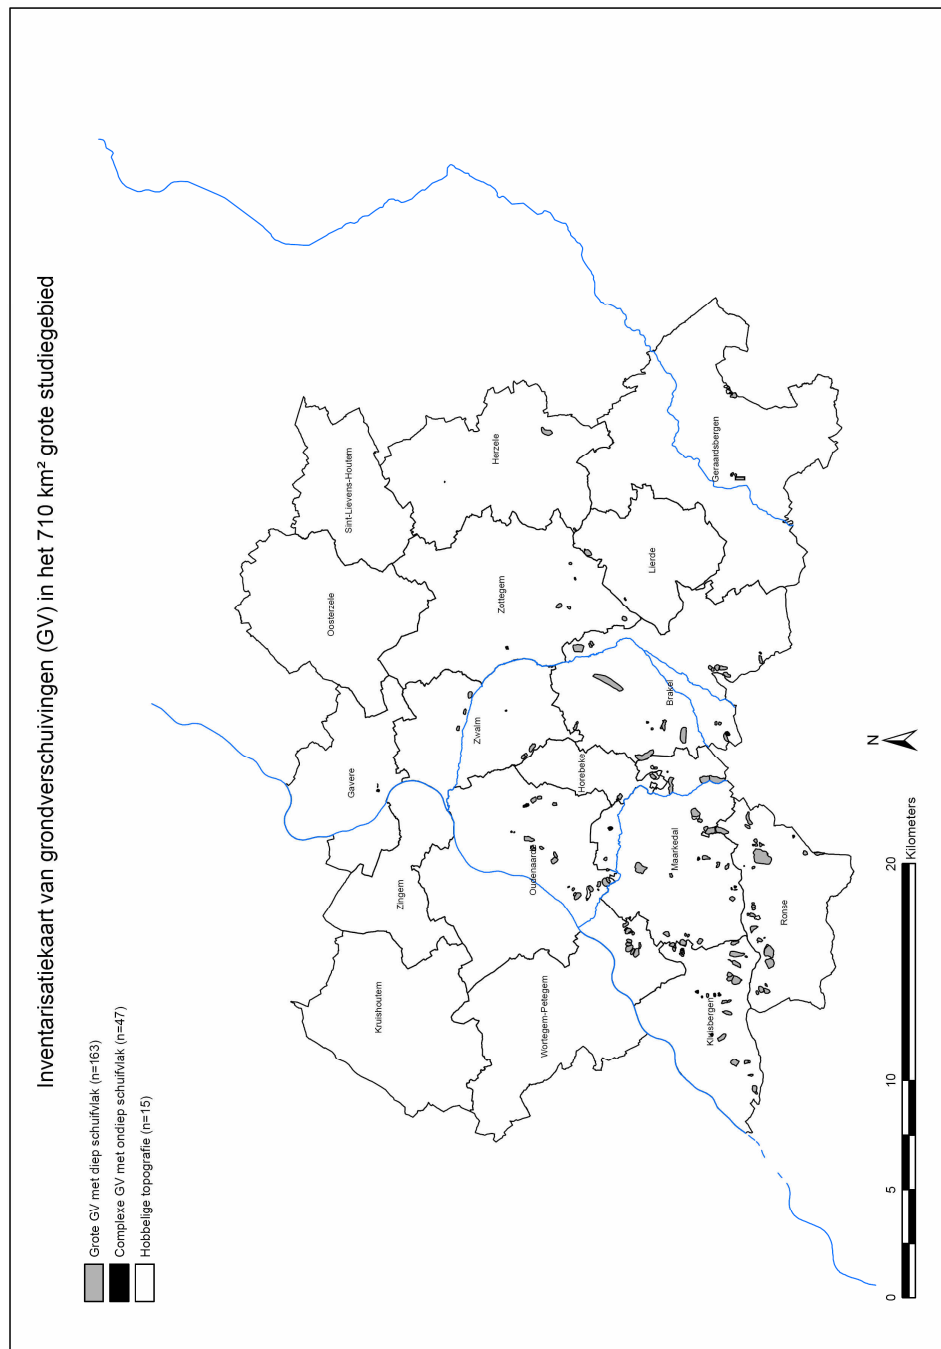 Inventarisatiekaart van grondverschuivingen (GV) in het 710 km² grote studiegebied
Grote GV met diep schuifvlak (n=163)
Complexe GV met ondiep schuifvlak (n=47)
Hobbelige topografie (n=15)
Kruishoutem
Zingem
Gavere
Oosterzele
Sint-Lievens-Houtem
Wortegem-Petegem
Oudenaarde
Zwalm
Zottegem
Herzele
Horebeke
Kluisbergen
Maarkedal
Brakel
Lierde
Geraardsbergen
Ronse
N
0 5 10 20
Kilometers